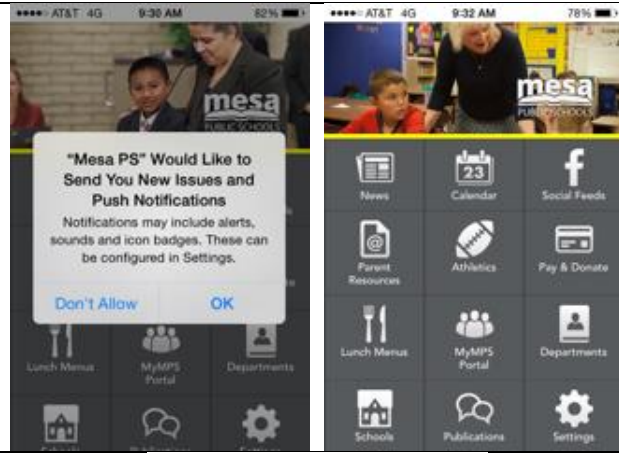 AT&T 4G 9:30 AM 82%
mesa
PUBLIC SCHOOLS
"Mesa PS" Would Like to
Send You New Issues and
Push Notifications
Notifications may include alerts,
sounds and icon badges. These can
be configured in Settings.
Don't Allow OK
Lunch Menus MyMPS Departments
Portal
Schools Publications Settings
AT&T 4G 9:32 AM 78%
mesa
PUBLIC SCHOOLS
23
News Calendar Social Feeds
Parent Athletics Pay & Donate
Resources
Lunch Menus MyMPS Departments
Portal
Schools Publications Settings